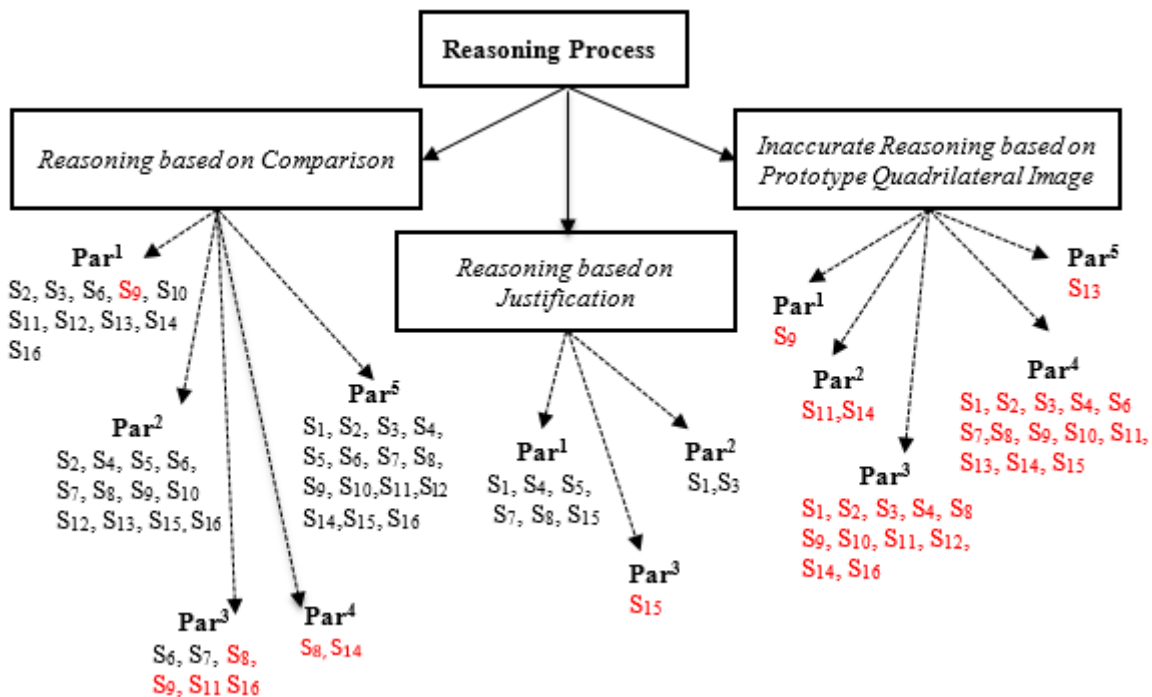 Reasoning Process
Reasoning based on Comparison
Par¹
S₂, S₃, S₆, S₉, S₁₀
S₁₁, S₁₂, S₁₃, S₁₄
S₁₆
Par²
S₂, S₄, S₅, S₆,
S₇, S₈, S₉, S₁₀
S₁₂, S₁₃, S₁₅, S₁₆
Par³
S₆, S₇, S₈,
S₉, S₁₁ S₁₆
Par⁴
S₈, S₁₄
Par⁵
S₁, S₂, S₃, S₄,
S₅, S₆, S₇, S₈,
S₉, S₁₀,S₁₁,S₁₂
S₁₄,S₁₅, S₁₆
Reasoning based on
Justification
Par¹
S₁, S₄, S₅,
S₇, S₈, S₁₅
Par³
S₁₅
Par²
S₁,S₃
Inaccurate Reasoning based on
Prototype Quadrilateral Image
Par¹
S₉
Par²
S₁₁,S₁₄
Par³
S₁, S₂, S₃, S₄, S₈
S₉, S₁₀, S₁₁, S₁₂,
S₁₄, S₁₆
Par⁴
S₁, S₂, S₃, S₄, S₆
S₇,S₈, S₉, S₁₀, S₁₁,
S₁₃, S₁₄, S₁₅
Par⁵
S₁₃